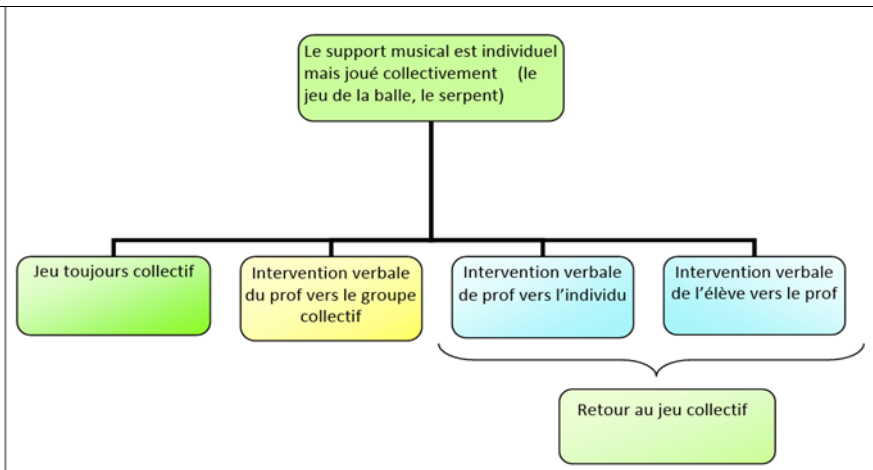 Le support musical est individuel
mais joué collectivement (le
jeu de la balle, le serpent)
Jeu toujours collectif
Intervention verbale
du prof vers le groupe
collectif
Intervention verbale
de prof vers l’individu
Intervention verbale
de l’élève vers le prof
Retour au jeu collectif